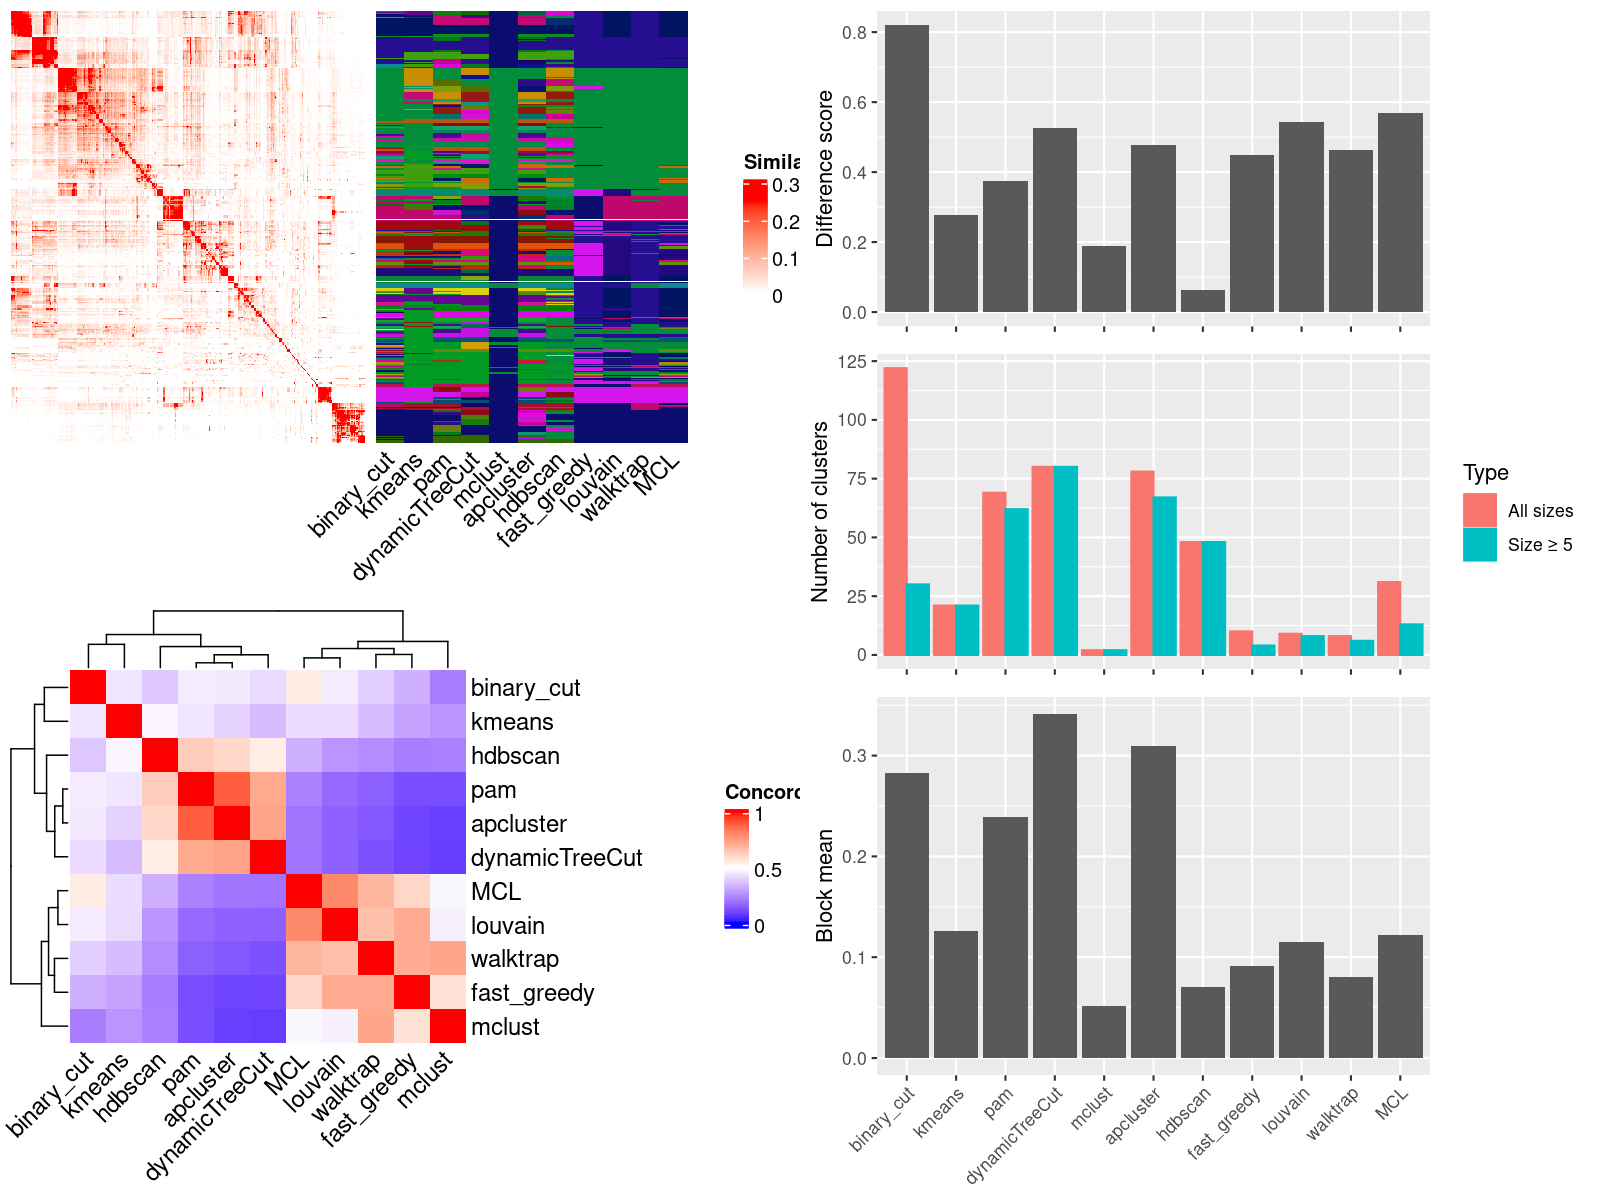 Simila
0.3
0.2
0.1
0
binary_cut
kmeans
pam
dynamicTreeCut
mclust
apcluster
hdbscan
fast_greedy
louvain
walktrap
MCL
binary_cut
kmeans
hdbscan
pam
apcluster
dynamicTreeCut
MCL
louvain
walktrap
fast_greedy
mclust
Concord
1
0.5
0
binary_cut
kmeans
hdbscan
pam
apcluster
dynamicTreeCut
MCL
louvain
walktrap
fast_greedy
mclust
Difference score
0.8
0.6
0.4
0.2
0.0
Number of clusters
125
100
75
50
25
0
Type
All sizes
Size ≥ 5
Block mean
0.3
0.2
0.1
0.0
binary_cut
kmeans
pam
dynamicTreeCut
mclust
apcluster
hdbscan
fast_greedy
louvain
walktrap
MCL